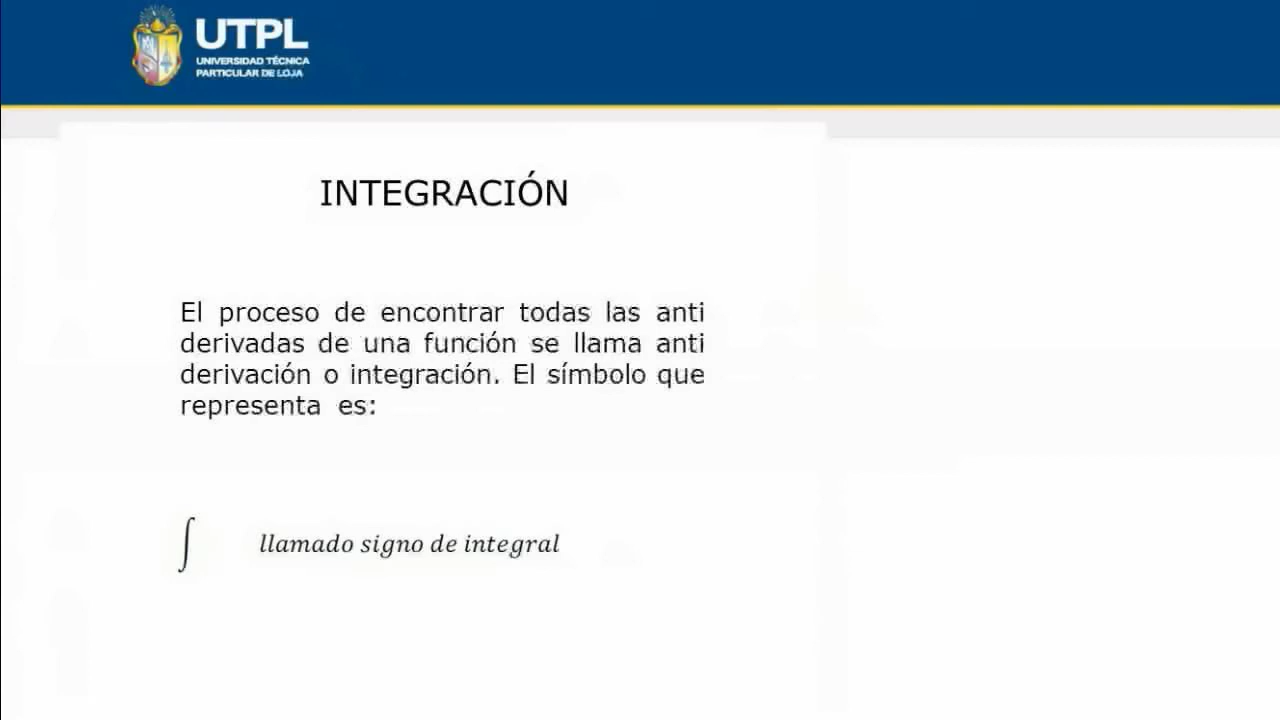 UTPL
UNIVERSIDAD TÉCNICA
PARTICULAR DE LOJA
INTEGRACIÓN
El proceso de encontrar todas las anti
derivadas de una función se llama anti
derivación o integración. El símbolo que
representa es:
∫ llamado signo de integral